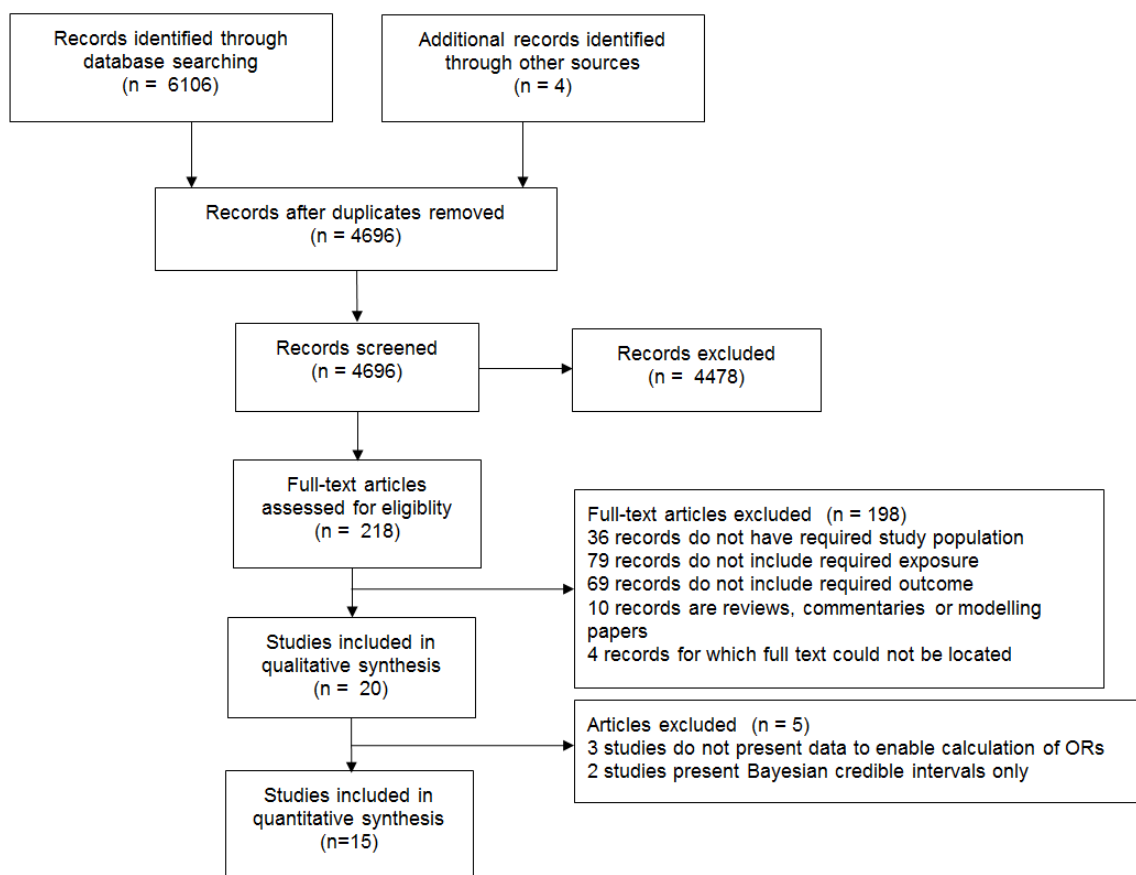 Records identified through
database searching
(n = 6106)
Additional records identified
through other sources
(n = 4)
Records after duplicates removed
(n = 4696)
Records screened
(n = 4696)
Records excluded
(n = 4478)
Full-text articles
assessed for eligiblity
(n = 218)
Full-text articles excluded (n = 198)
36 records do not have required study population
79 records do not include required exposure
69 records do not include required outcome
10 records are reviews, commentaries or modelling
papers
4 records for which full text could not be located
Studies included in
qualitative synthesis
(n = 20)
Articles excluded (n = 5)
3 studies do not present data to enable calculation of ORs
2 studies present Bayesian credible intervals only
Studies included in
quantitative synthesis
(n=15)